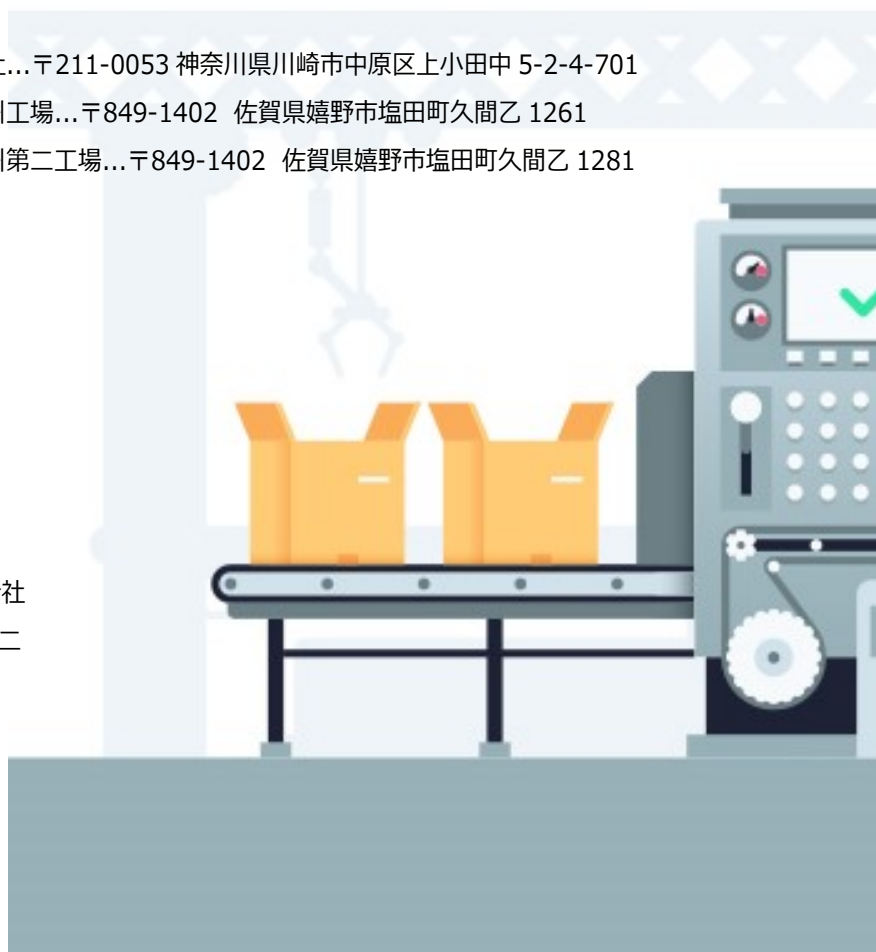 …〒211-0053 神奈川県川崎市中原区上小田中 5-2-4-701
工場…〒849-1402 佐賀県嬉野市塩田町久間乙 1261
第二工場…〒849-1402 佐賀県嬉野市塩田町久間乙 1281
社
二